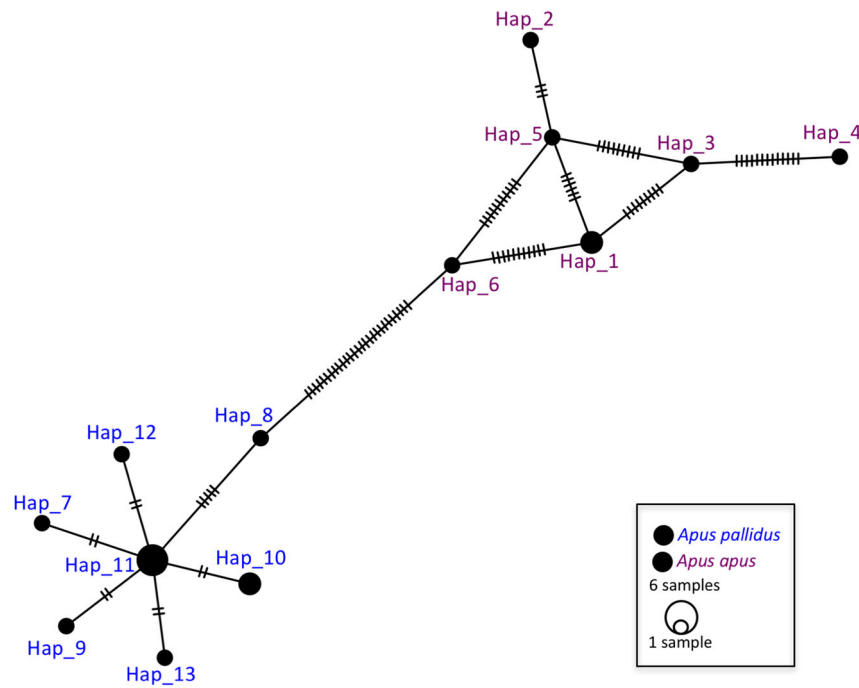 Hap_2
Hap_5
Hap_3
Hap_4
Hap_1
Hap_6
Hap_8
Hap_12
Hap_7
Hap_11
Hap_10
Hap_9
Hap_13
Apus pallidus
Apus apus
6 samples
1 sample